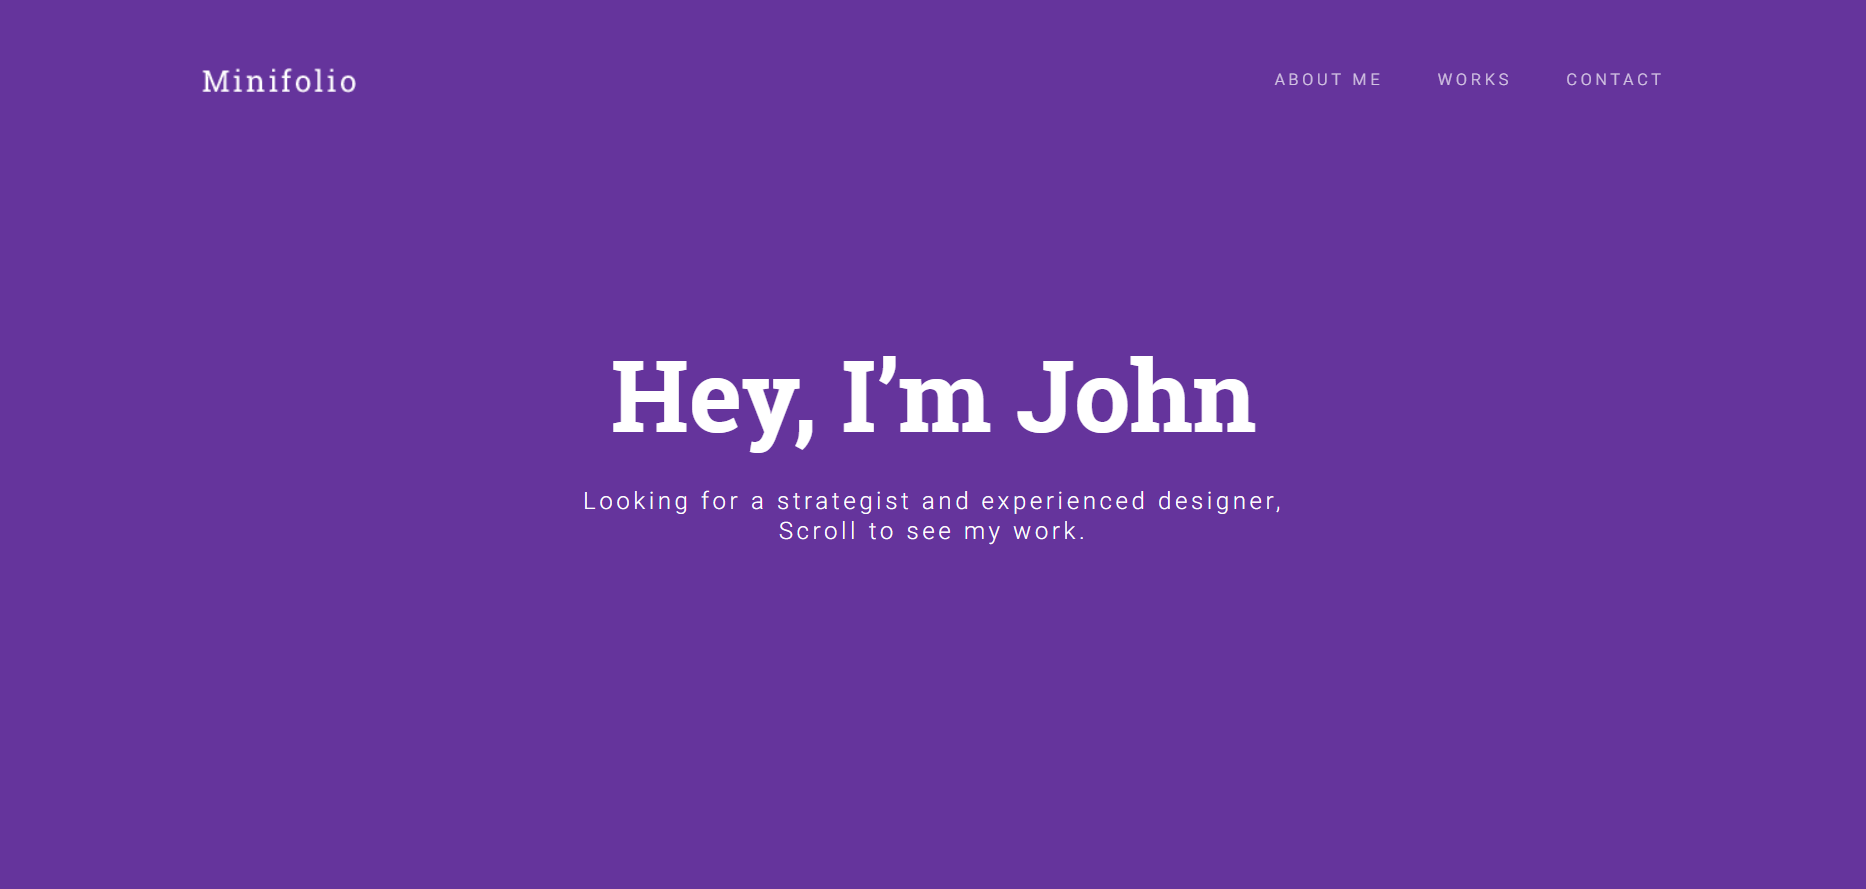 Minifolio
ABOUT ME WORKS CONTACT
Hey, I’m John
Looking for a strategist and experienced designer,
Scroll to see my work.